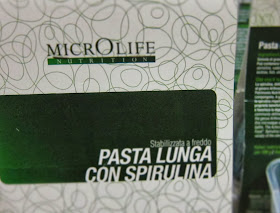 MICROLIFE
NUTRITION
Stabilizzata a freddo
PASTA LUNGA
CON SPIRULINA
Pasta